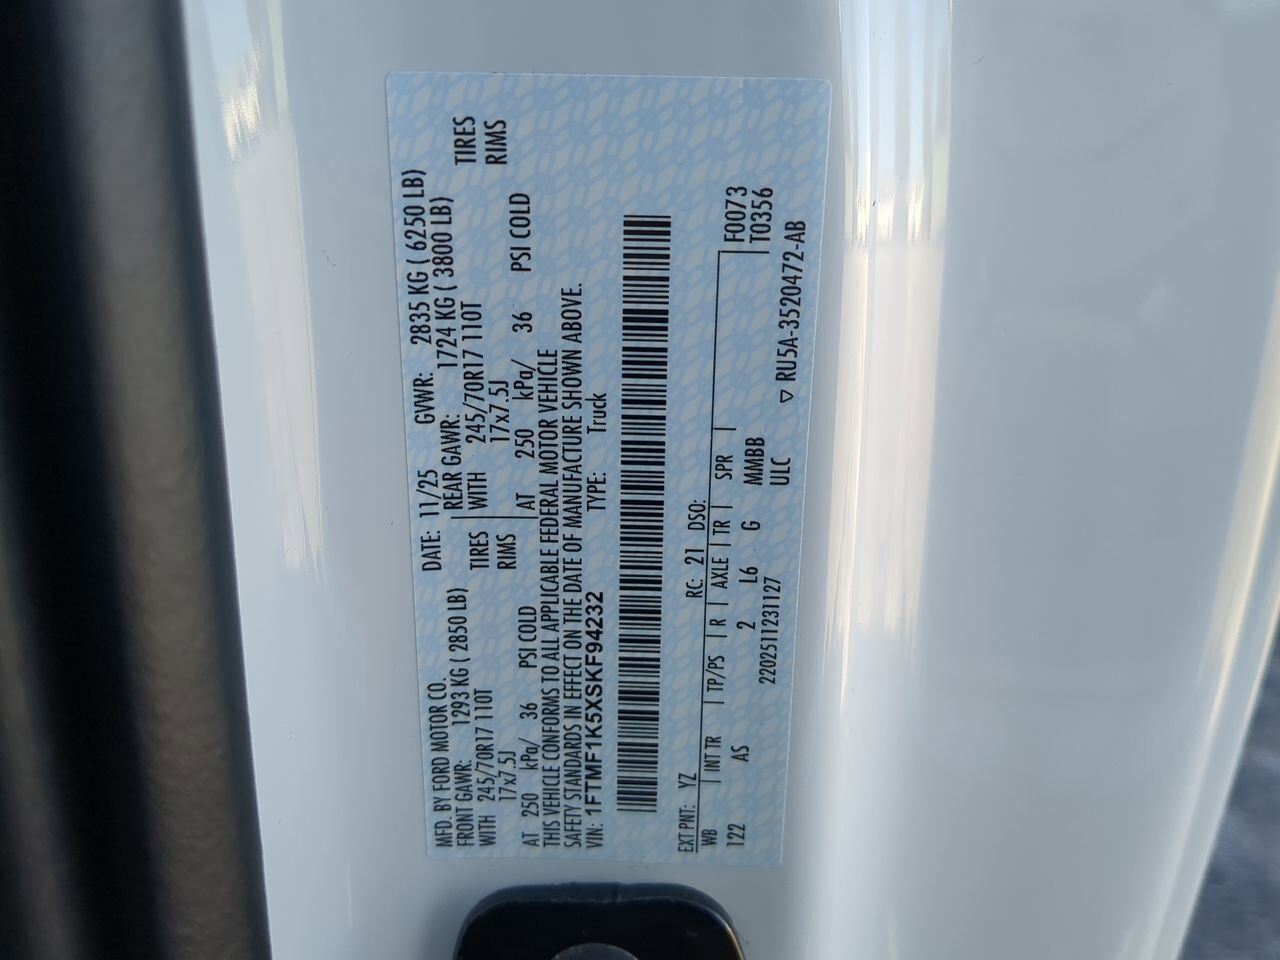 MFD. BY FORD MOTOR CO. DATE: 11/25 GVWR: 2835 KG ( 6250 LB)
FRONT GAWR: 1293 KG ( 2850 LB) REAR GAWR: 1724 KG ( 3800 LB)
WITH 245/70R17 110T TIRES WITH 245/70R17 110T TIRES
17x7.5J RIMS 17x7.5J RIMS
AT 250 kPa/ 36 PSI COLD AT 250 kPa/ 36 PSI COLD
THIS VEHICLE CONFORMS TO ALL APPLICABLE FEDERAL MOTOR VEHICLE
SAFETY STANDARDS IN EFFECT ON THE DATE OF MANUFACTURE SHOWN ABOVE.
VIN: 1FTMF1K5XSKF94232 TYPE: Truck
EXT PNT: YZ RC: 21 DSO:
WB INT TR TP/PS R AXLE TR SPR F0073
122 AS 2 L6 G MMBB T0356
2202511231127 ULC ▽ RU5A-3520472-AB